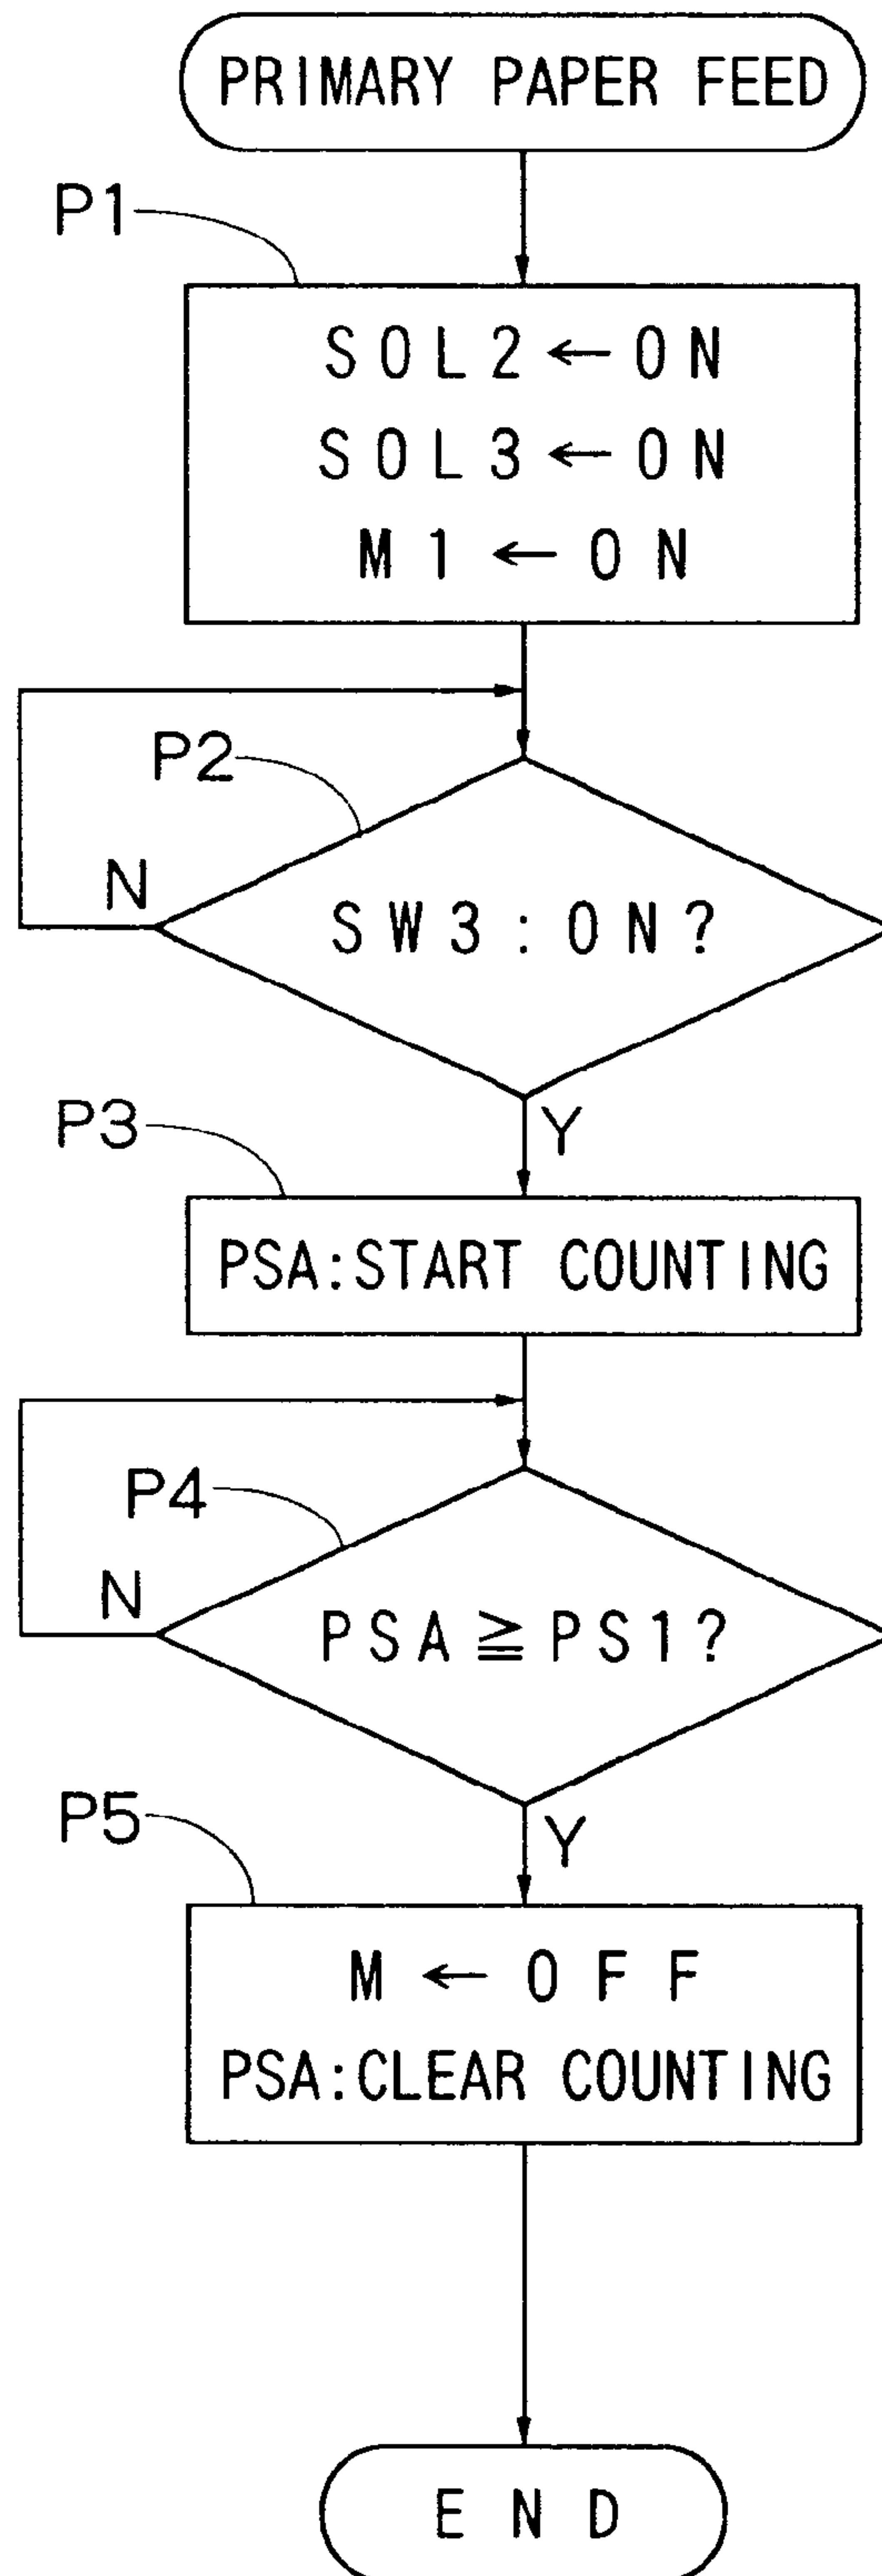 PRIMARY PAPER FEED
P1
SOL2 ← ON
SOL3 ← ON
M1 ← ON
P2
N
SW3:ON?
Y
P3
PSA:START COUNTING
P4
N
PSA ≧ PS1?
Y
P5
M ← OFF
PSA:CLEAR COUNTING
END